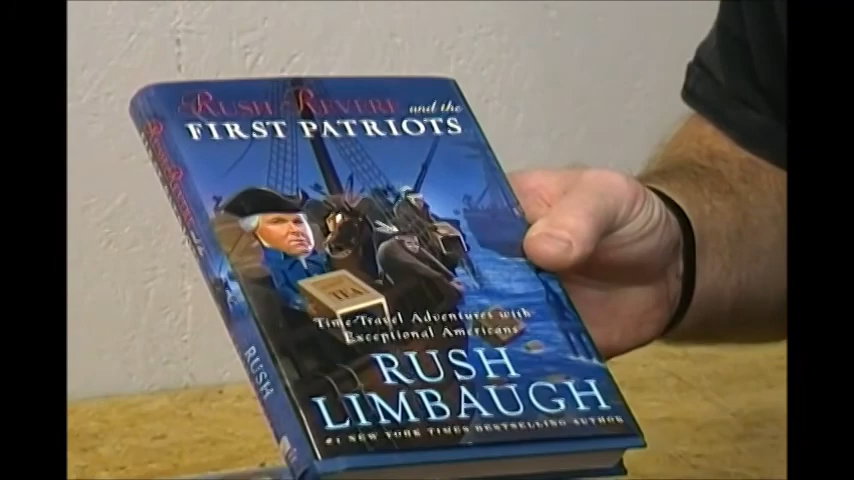 RUSH REVERE and the
FIRST PATRIOTS
TEA
Time-Travel Adventures with
Exceptional Americans
RUSH
LIMBAUGH
#1 NEW YORK TIMES BESTSELLING AUTHOR
RUSH